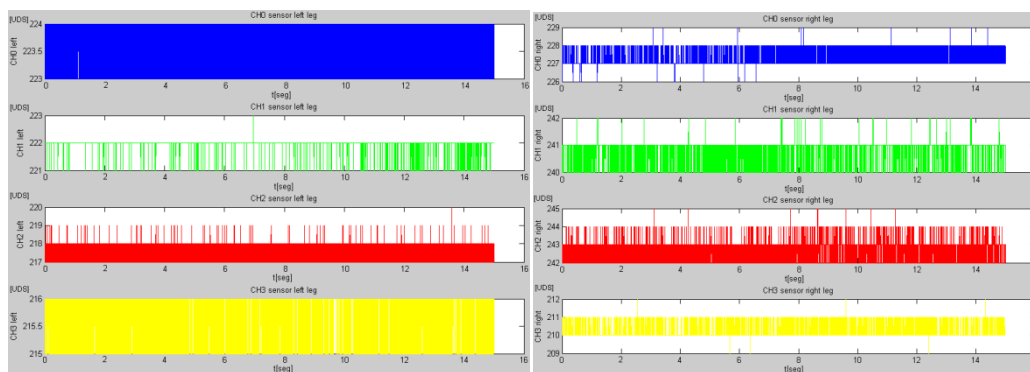 [UDS] CH0 sensor left leg
224
223.5
223
CH0 left
0 2 4 6 8 10 12 14 16
t[seg]
[UDS] CH1 sensor left leg
223
222
221
CH1 left
0 2 4 6 8 10 12 14 16
t[seg]
[UDS] CH2 sensor left leg
220
219
218
217
CH2 left
0 2 4 6 8 10 12 14 16
t[seg]
[UDS] CH3 sensor left leg
216
215.5
215
CH3 left
0 2 4 6 8 10 12 14 16
t[seg]
[UDS] CH0 sensor right leg
229
228
227
226
CH0 right
0 2 4 6 8 10 12 14 16
t[seg]
[UDS] CH1 sensor right leg
242
241
240
CH1 right
0 2 4 6 8 10 12 14 16
t[seg]
[UDS] CH2 sensor right leg
245
244
243
242
CH2 right
0 2 4 6 8 10 12 14 16
t[seg]
[UDS] CH3 sensor right leg
212
211
210
209
CH3 right
0 2 4 6 8 10 12 14 16
t[seg]